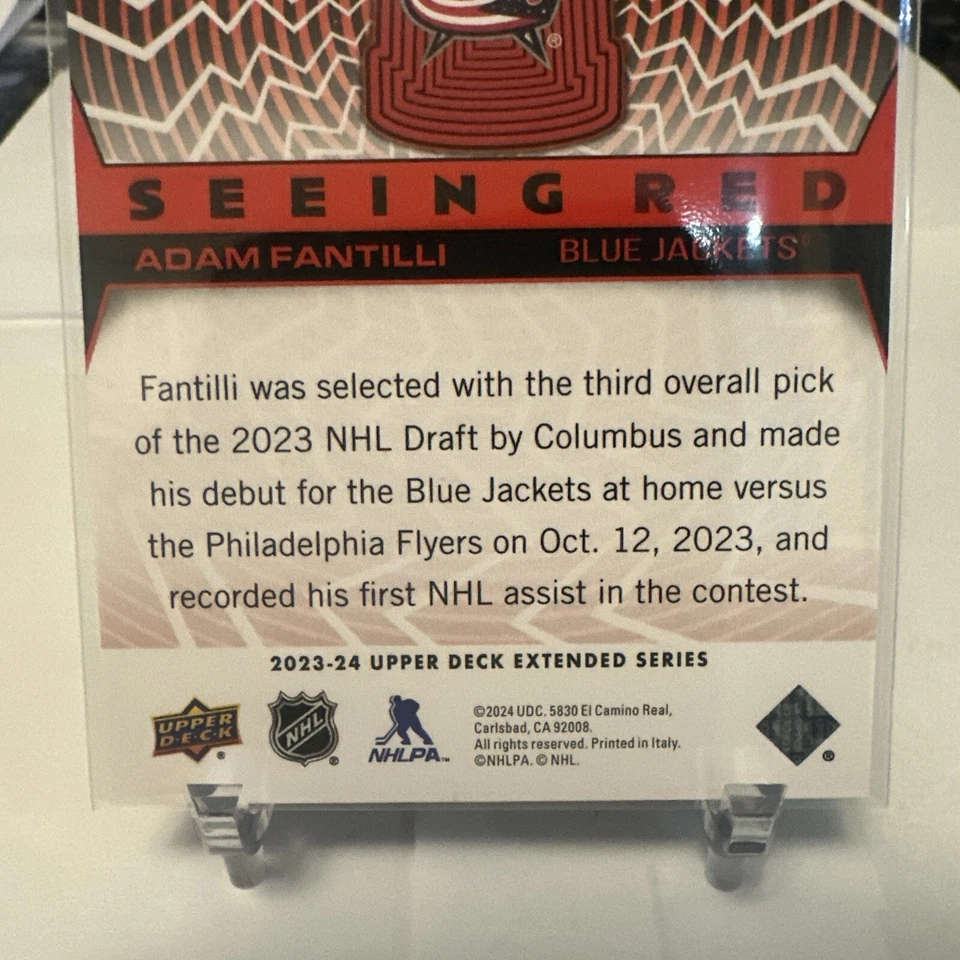 ®
SEEING RED
ADAM FANTILLI BLUE JACKETS®
Fantilli was selected with the third overall pick
of the 2023 NHL Draft by Columbus and made
his debut for the Blue Jackets at home versus
the Philadelphia Flyers on Oct. 12, 2023, and
recorded his first NHL assist in the contest.
2023-24 UPPER DECK EXTENDED SERIES
UPPER
D·E·C·K ®
NHL ®
NHLPA™
©2024 UDC. 5830 El Camino Real,
Carlsbad, CA 92008.
All rights reserved. Printed in Italy.
©NHLPA. © NHL.
®